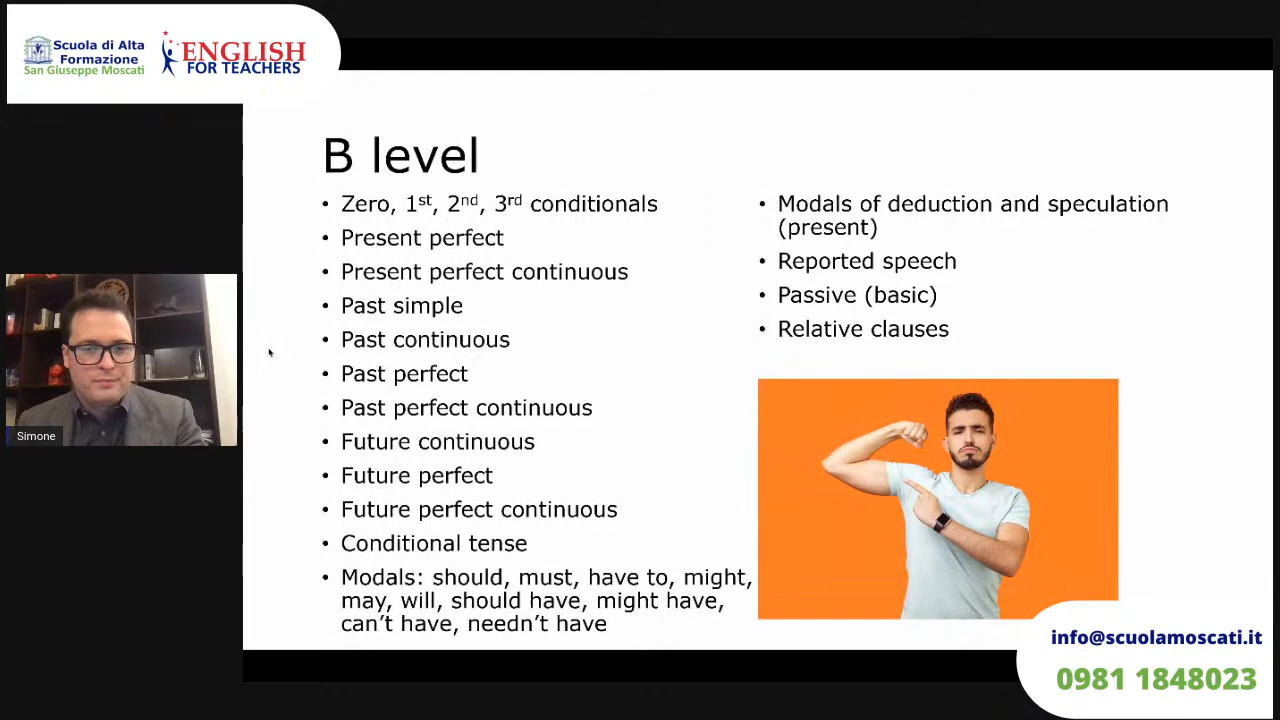 Scuola di Alta
Formazione
San Giuseppe Moscati
ENGLISH
FOR TEACHERS
B level
• Zero, 1st, 2nd, 3rd conditionals
• Present perfect
• Present perfect continuous
• Past simple
• Past continuous
• Past perfect
• Past perfect continuous
• Future continuous
• Future perfect
• Future perfect continuous
• Conditional tense
• Modals: should, must, have to, might,
may, will, should have, might have,
can’t have, needn’t have
• Modals of deduction and speculation
(present)
• Reported speech
• Passive (basic)
• Relative clauses
Simone
info@scuolamoscati.it
0981 1848023